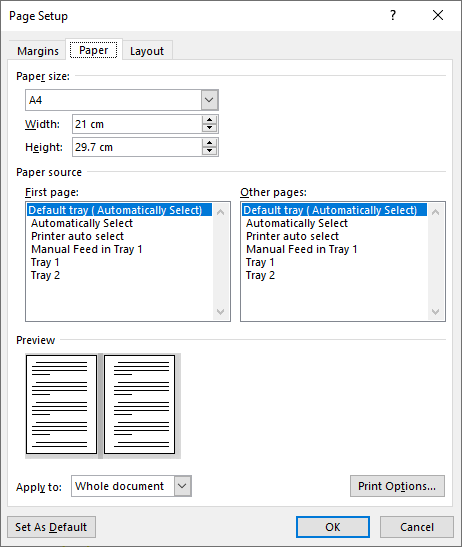 Page Setup
? ×
Margins Paper Layout
Paper size:
A4
Width: 21 cm
Height: 29.7 cm
Paper source
First page: Other pages:
Default tray ( Automatically Select) Default tray ( Automatically Select)
Automatically Select Automatically Select
Printer auto select Printer auto select
Manual Feed in Tray 1 Manual Feed in Tray 1
Tray 1 Tray 1
Tray 2 Tray 2
Preview
Apply to: Whole document Print Options...
Set As Default OK Cancel